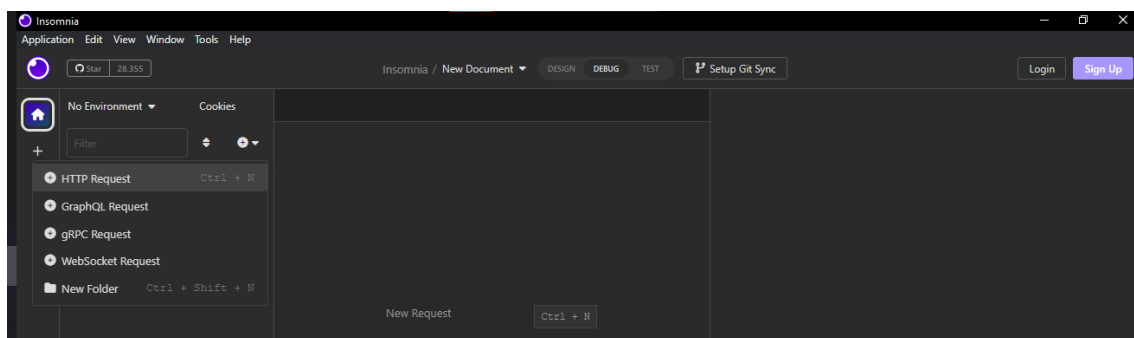 Insomnia
Application Edit View Window Tools Help
Star 28.355
Insomnia / New Document
DESIGN DEBUG TEST
Setup Git Sync
Login Sign Up
No Environment
Cookies
Filter
HTTP Request Ctrl + N
GraphQL Request
gRPC Request
WebSocket Request
New Folder Ctrl + Shift + N
New Request Ctrl + N